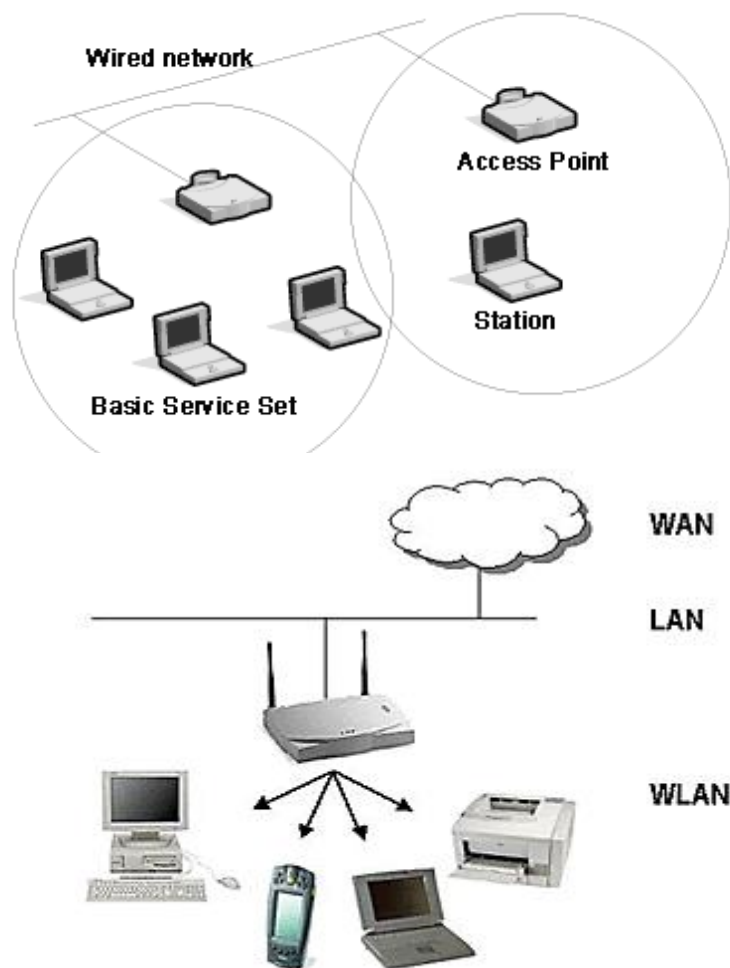 Wired network
Access Point
Station
Basic Service Set
WAN
LAN
WLAN